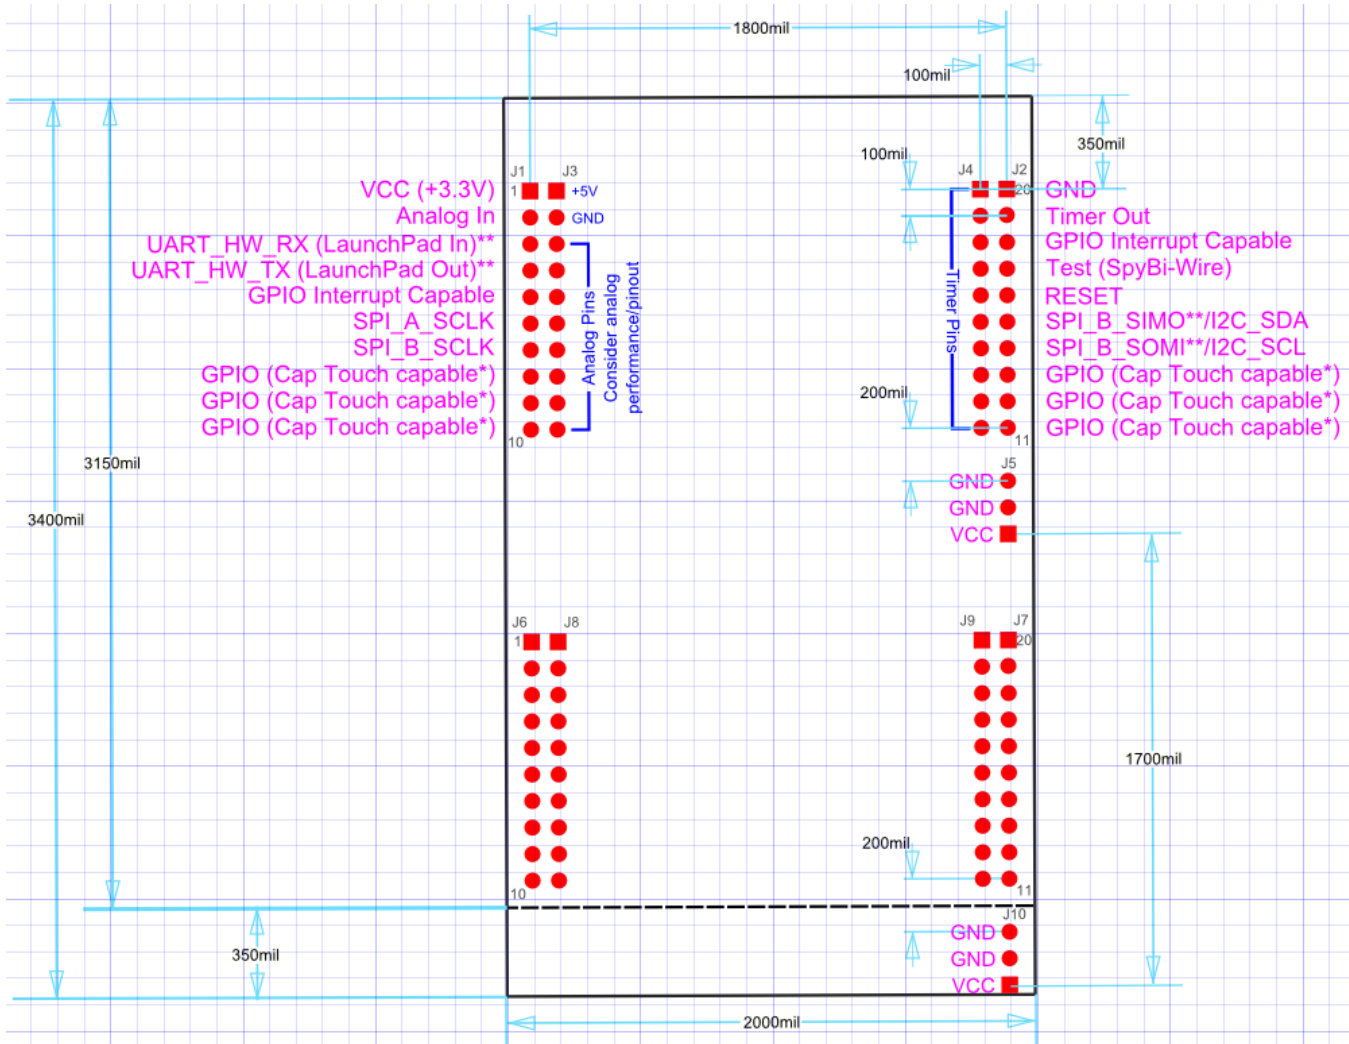 1800mil
100mil
350mil
100mil
J1 J3
J4 J2
VCC (+3.3V) 1 +5V
20 GND
Analog In GND
Timer Out
UART_HW_RX (LaunchPad In)**
GPIO Interrupt Capable
UART_HW_TX (LaunchPad Out)**
Test (SpyBi-Wire)
GPIO Interrupt Capable
RESET
SPI_A_SCLK
SPI_B_SIMO**/I2C_SDA
SPI_B_SCLK
SPI_B_SOMI**/I2C_SCL
GPIO (Cap Touch capable*)
GPIO (Cap Touch capable*)
GPIO (Cap Touch capable*)
GPIO (Cap Touch capable*)
GPIO (Cap Touch capable*)
GPIO (Cap Touch capable*)
Analog Pins
Consider analog
performance/pinout
Timer Pins
200mil
10
11
3150mil
J5
GND
GND
VCC
3400mil
J6 J8
1
J9 J7
20
1700mil
200mil
10
11
J10
GND
GND
VCC
350mil
2000mil